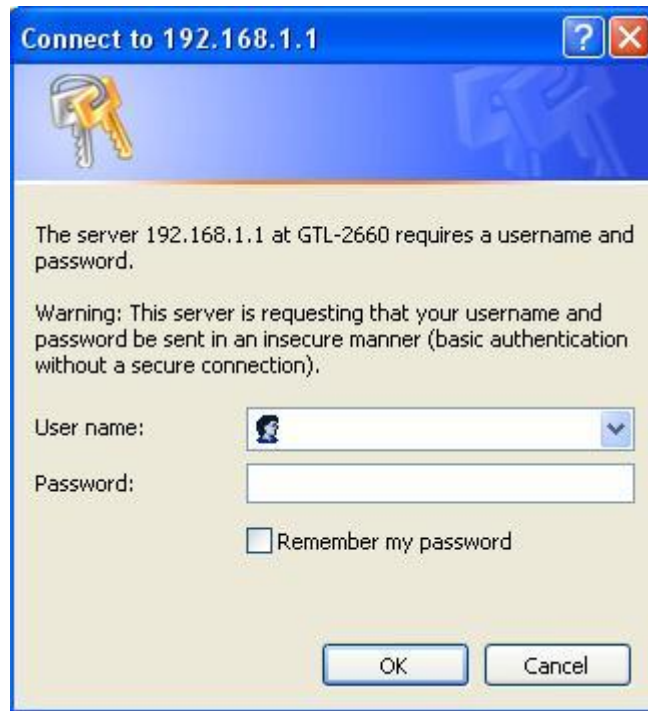 Connect to 192.168.1.1
The server 192.168.1.1 at GTL-2660 requires a username and
password.
Warning: This server is requesting that your username and
password be sent in an insecure manner (basic authentication
without a secure connection).
User name:
Password:
Remember my password
OK
Cancel